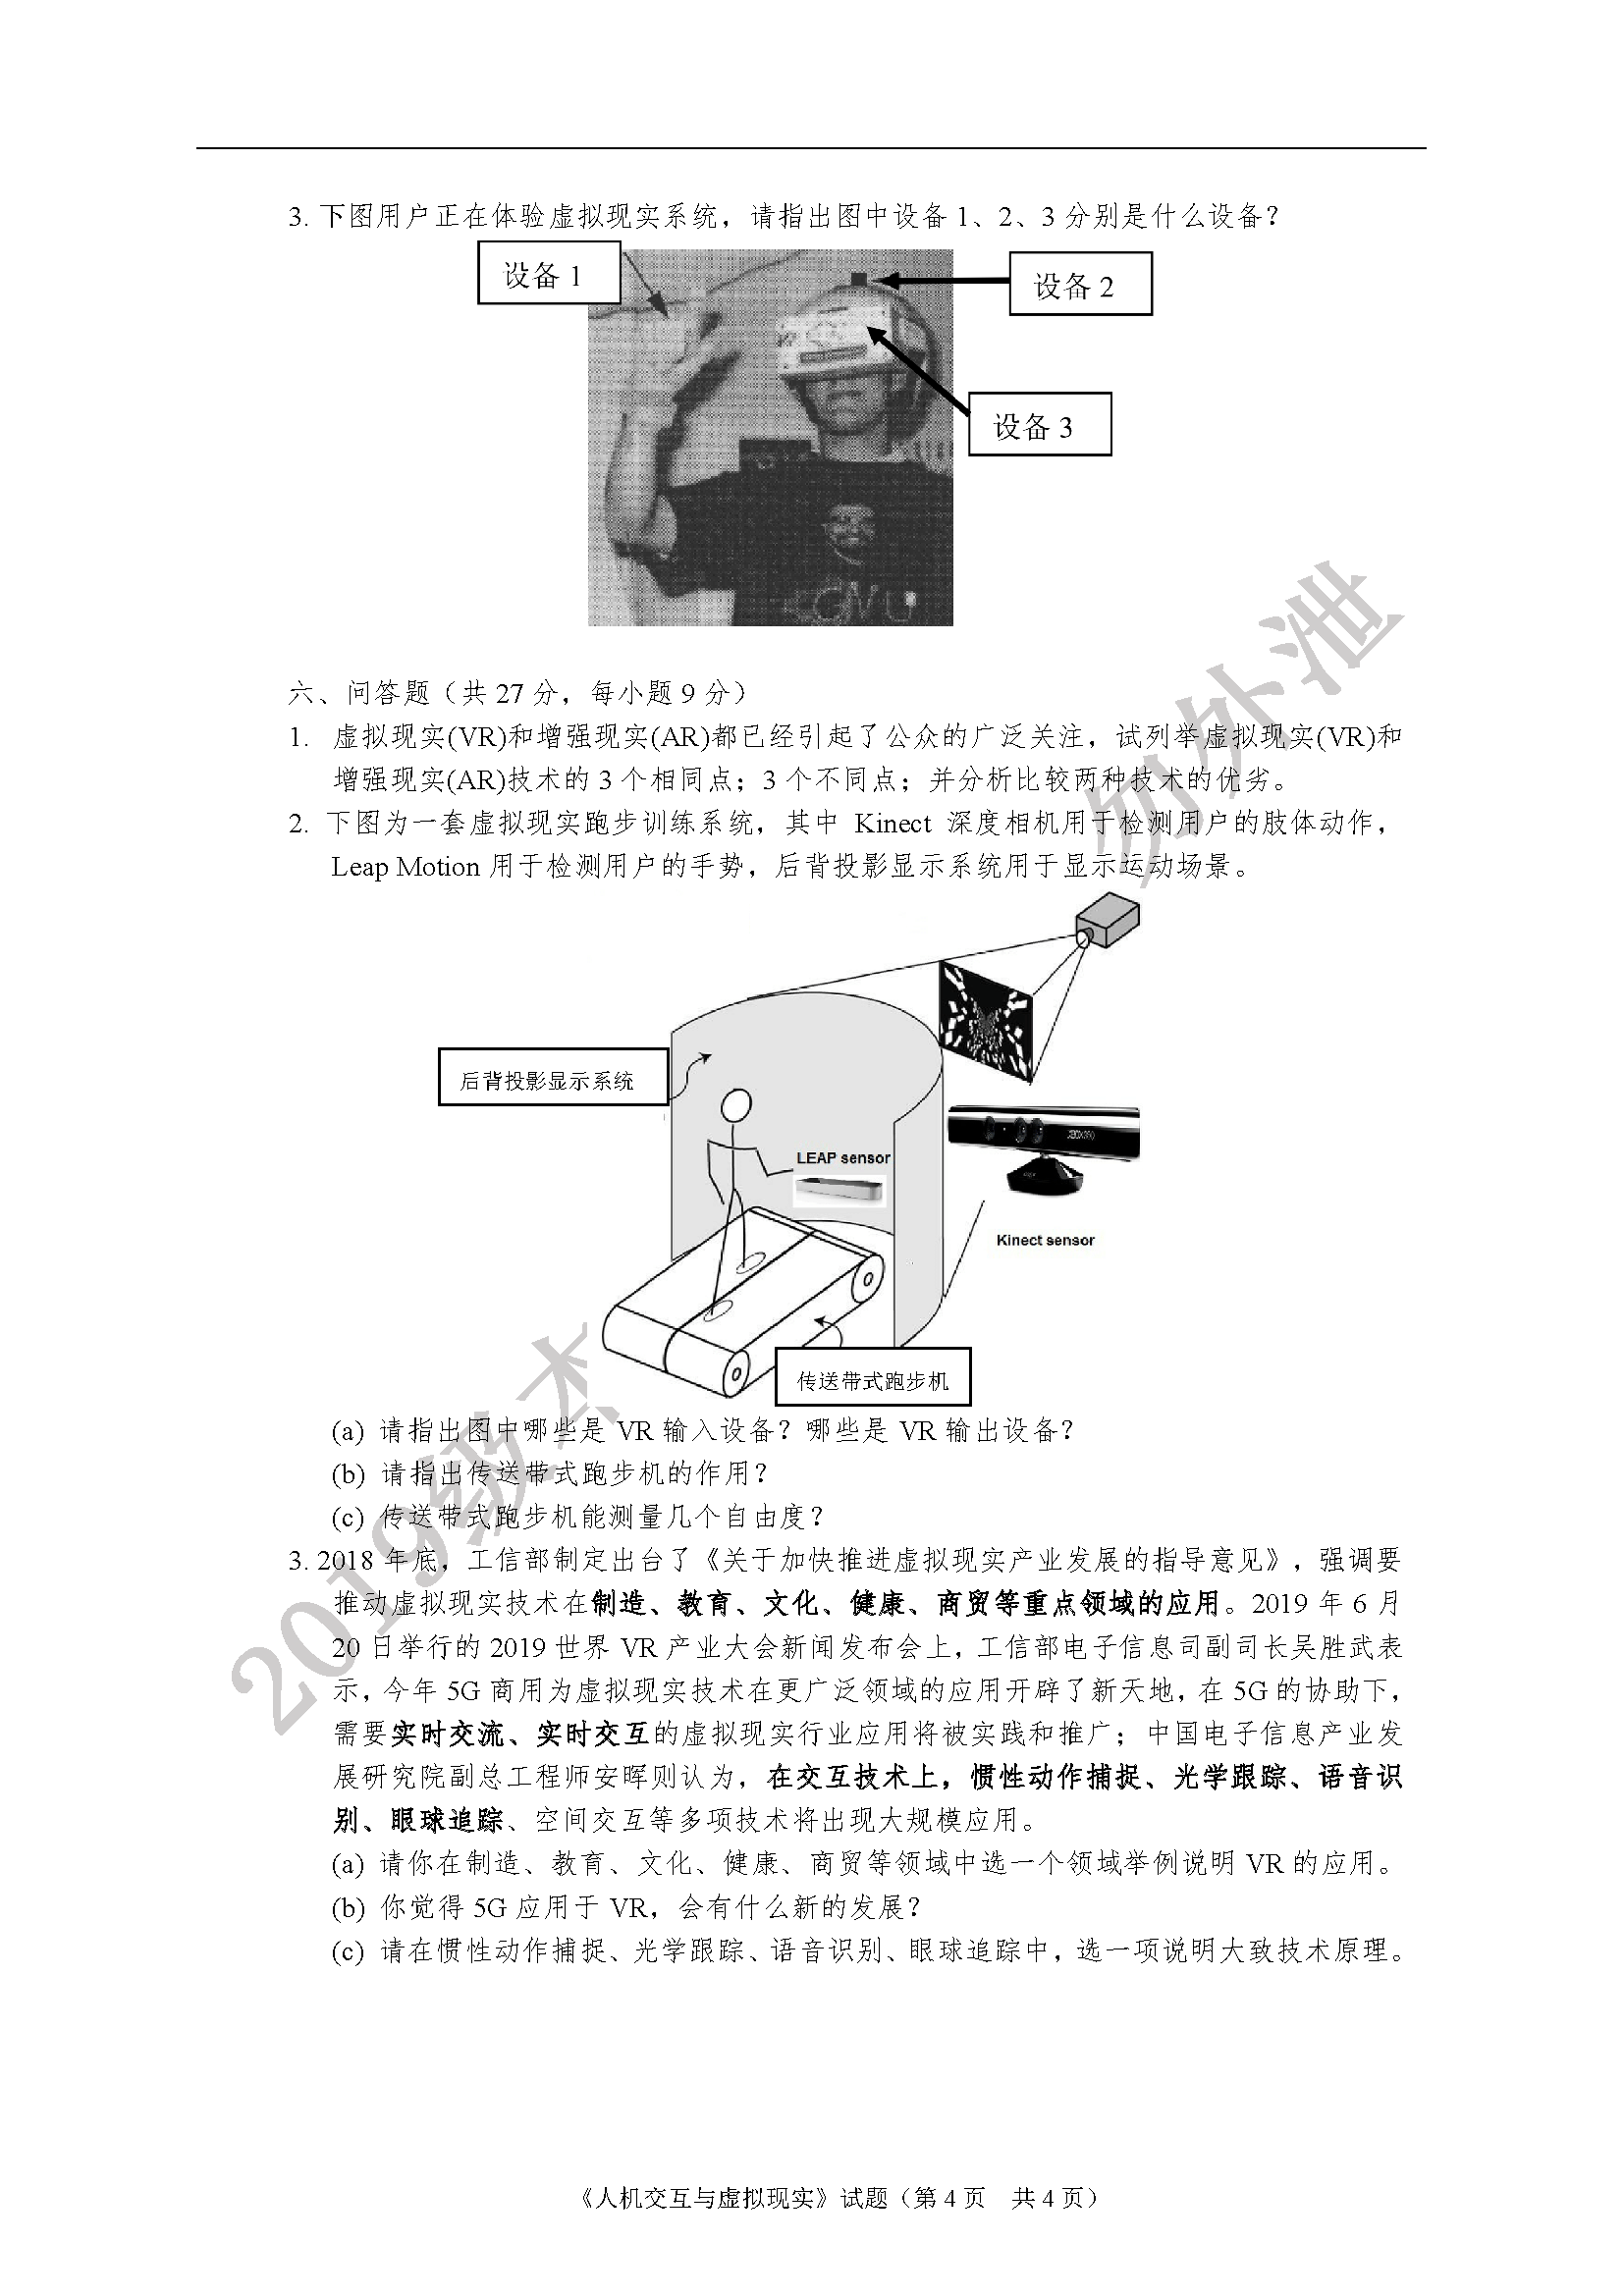 3. 下图用户正在体验虚拟现实系统，请指出图中设备 1、2、3 分别是什么设备？
设备 1
设备 2
设备 3
六、问答题（共 27 分，每小题 9 分）
1. 虚拟现实(VR)和增强现实(AR)都已经引起了公众的广泛关注，试列举虚拟现实(VR)和
增强现实(AR)技术的 3 个相同点；3 个不同点；并分析比较两种技术的优劣。
2. 下图为一套虚拟现实跑步训练系统，其中 Kinect 深度相机用于检测用户的肢体动作，
Leap Motion 用于检测用户的手势，后背投影显示系统用于显示运动场景。
后背投影显示系统
LEAP sensor
XBOX360
Kinect sensor
传送带式跑步机
(a) 请指出图中哪些是 VR 输入设备？哪些是 VR 输出设备？
(b) 请指出传送带式跑步机的作用？
(c) 传送带式跑步机能测量几个自由度？
3. 2018 年底，工信部制定出台了《关于加快推进虚拟现实产业发展的指导意见》，强调要
推动虚拟现实技术在制造、教育、文化、健康、商贸等重点领域的应用。2019 年 6 月
20 日举行的 2019 世界 VR 产业大会新闻发布会上，工信部电子信息司副司长吴胜武表
示，今年 5G 商用为虚拟现实技术在更广泛领域的应用开辟了新天地，在 5G 的协助下，
需要实时交流、实时交互的虚拟现实行业应用将被实践和推广；中国电子信息产业发
展研究院副总工程师安晖则认为，在交互技术上，惯性动作捕捉、光学跟踪、语音识
别、眼球追踪、空间交互等多项技术将出现大规模应用。
(a) 请你在制造、教育、文化、健康、商贸等领域中选一个领域举例说明 VR 的应用。
(b) 你觉得 5G 应用于 VR，会有什么新的发展？
(c) 请在惯性动作捕捉、光学跟踪、语音识别、眼球追踪中，选一项说明大致技术原理。
2019级本
勿外泄
《人机交互与虚拟现实》试题（第 4 页 共 4 页）